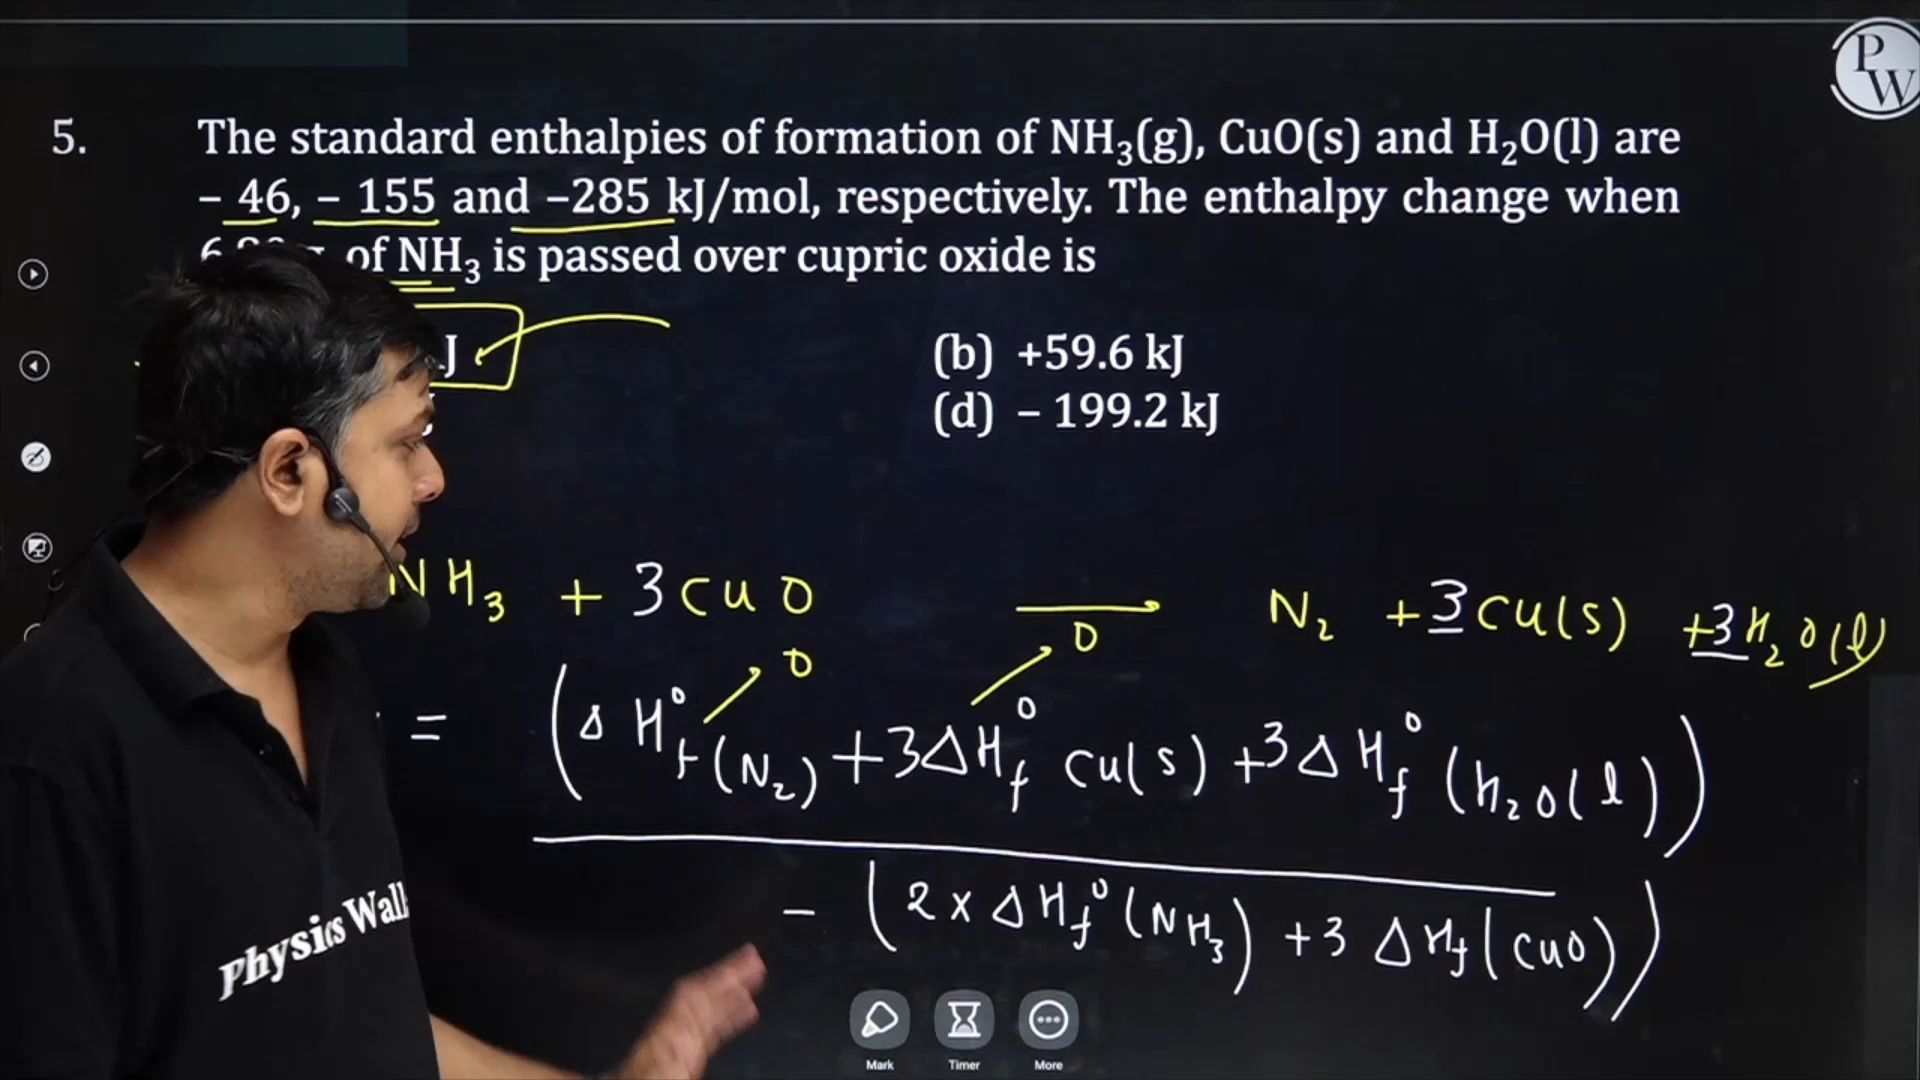 PW
5. The standard enthalpies of formation of NH₃(g), CuO(s) and H₂O(l) are
– 46, – 155 and –285 kJ/mol, respectively. The enthalpy change when
of NH₃ is passed over cupric oxide is
J (b) +59.6 kJ
(d) – 199.2 kJ
NH₃ + 3CuO → N₂ + 3Cu(s) + 3H₂O(l)
0 0
= (ΔH°f (N₂) + 3ΔH°f Cu(s) + 3ΔH°f (H₂O(l)))
– (2 × ΔH°f (NH₃) + 3 ΔHf (CuO))
Physics Wall
Mark Timer More